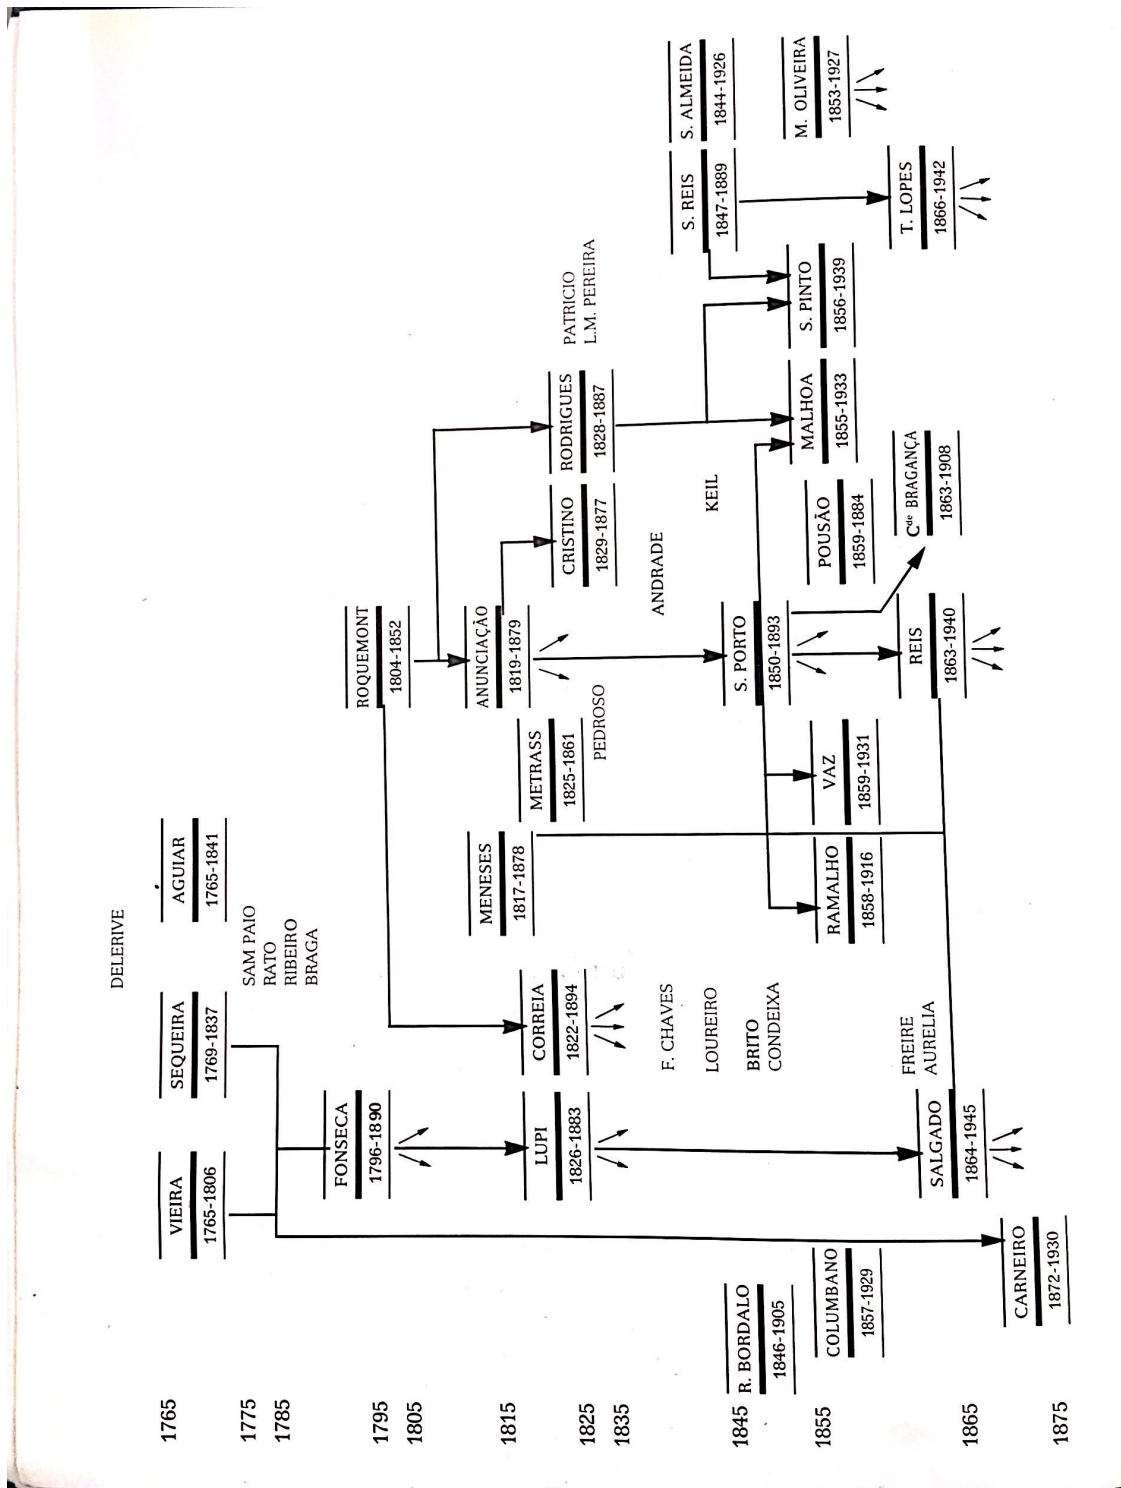 1765
1775
1785
1795
1805
1815
1825
1835
1845
1855
1865
1875
DELERIVE
VIEIRA
1765-1806
SEQUEIRA
1769-1837
AGUIAR
1765-1841
SAM PAIO
RATO
RIBEIRO
BRAGA
FONSECA
1796-1890
ROQUEMONT
1804-1852
MENESES
1817-1878
ANUNCIAÇÃO
1819-1879
LUPI
1826-1883
CORREIA
1822-1894
METRASS
1825-1861
CRISTINO
1829-1877
RODRIGUES
1828-1887
PATRICIO
L.M. PEREIRA
PEDROSO
F. CHAVES
LOUREIRO
BRITO
CONDEIXA
ANDRADE
KEIL
S. REIS
1847-1889
S. ALMEIDA
1844-1926
R. BORDALO
1846-1905
S. PORTO
1850-1893
COLUMBANO
1857-1929
RAMALHO
1858-1916
VAZ
1859-1931
POUSÃO
1859-1884
MALHOA
1855-1933
S. PINTO
1856-1939
M. OLIVEIRA
1853-1927
FREIRE
AURELIA
SALGADO
1864-1945
REIS
1863-1940
Cde BRAGANÇA
1863-1908
T. LOPES
1866-1942
CARNEIRO
1872-1930